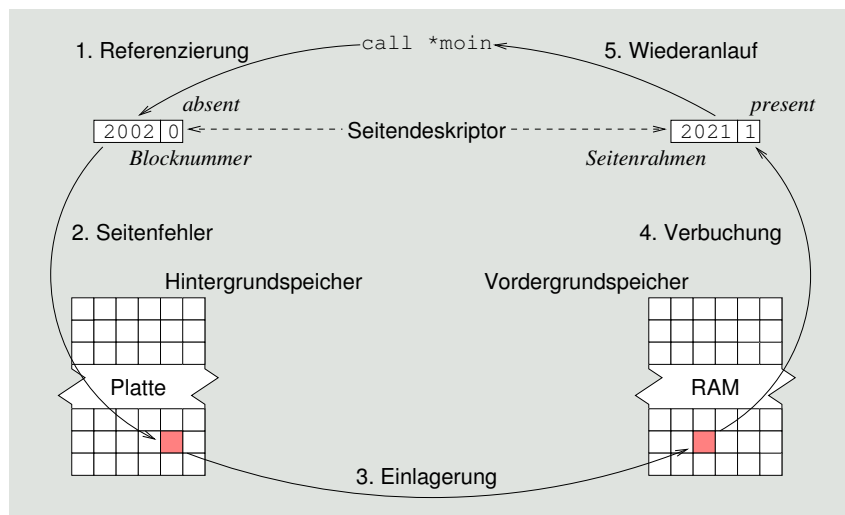 1. Referenzierung
call *moin
5. Wiederanlauf
absent
present
2002 0
Seitendeskriptor
2021 1
Blocknummer
Seitenrahmen
2. Seitenfehler
4. Verbuchung
Hintergrundspeicher
Vordergrundspeicher
Platte
RAM
3. Einlagerung